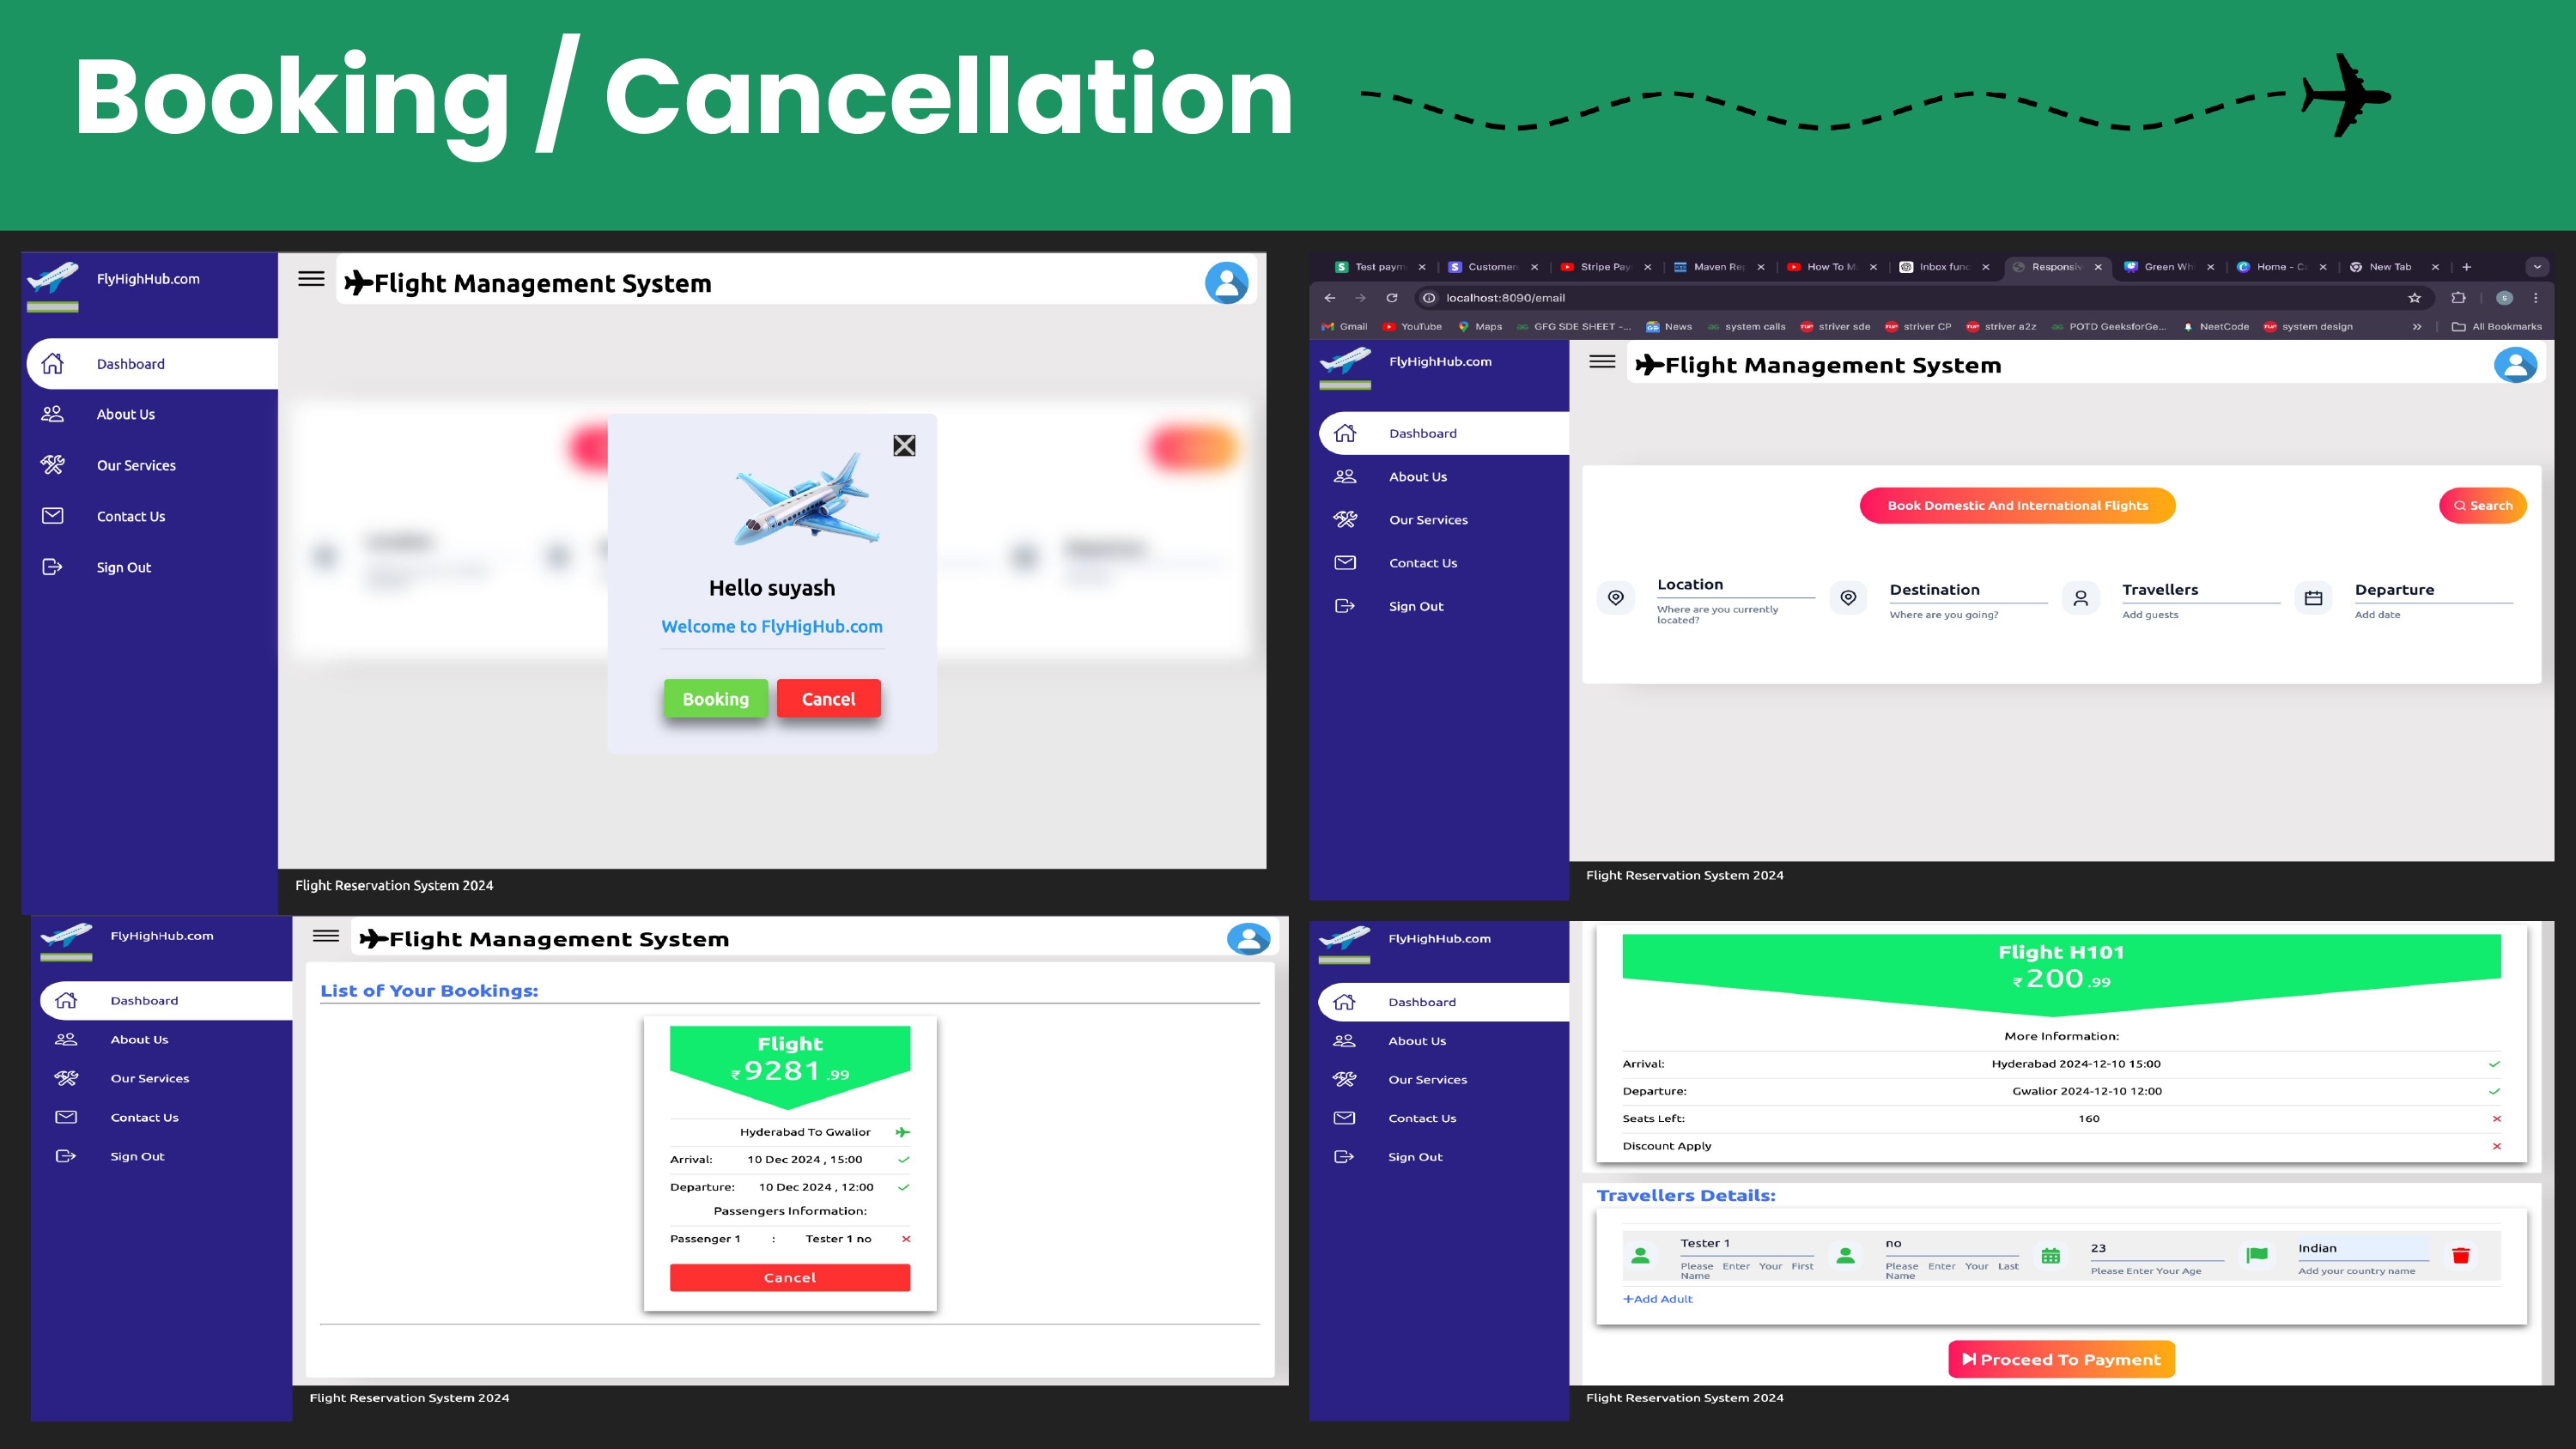 Booking / Cancellation
FlyHighHub.com
Flight Management System
Dashboard
About Us
Our Services
Contact Us
Sign Out
Hello suyash
Welcome to FlyHigHub.com
Booking
Cancel
Flight Reservation System 2024
Test paym
Customer
Stripe Pay
Maven Re
How To M
Inbox func
Responsiv
Green Wh
Home - C
New Tab
localhost:8090/email
Gmail
YouTube
Maps
GFG SDE SHEET -...
News
system calls
striver sde
striver CP
striver a2z
POTD GeeksforGe...
NeetCode
system design
All Bookmarks
FlyHighHub.com
Flight Management System
Dashboard
About Us
Our Services
Contact Us
Sign Out
Book Domestic And International Flights
Search
Location
Where are you currently
located?
Destination
Where are you going?
Travellers
Add guests
Departure
Add date
Flight Reservation System 2024
FlyHighHub.com
Flight Management System
Dashboard
About Us
Our Services
Contact Us
Sign Out
List of Your Bookings:
Flight
₹ 9281 .99
Hyderabad To Gwalior
Arrival: 10 Dec 2024 , 15:00
Departure: 10 Dec 2024 , 12:00
Passengers Information:
Passenger 1 : Tester 1 no
Cancel
Flight Reservation System 2024
FlyHighHub.com
Dashboard
About Us
Our Services
Contact Us
Sign Out
Flight H101
₹ 200 .99
More Information:
Arrival: Hyderabad 2024-12-10 15:00
Departure: Gwalior 2024-12-10 12:00
Seats Left: 160
Discount Apply
Travellers Details:
Tester 1
Please Enter Your First
Name
no
Please Enter Your Last
Name
23
Please Enter Your Age
Indian
Add your country name
+Add Adult
Proceed To Payment
Flight Reservation System 2024